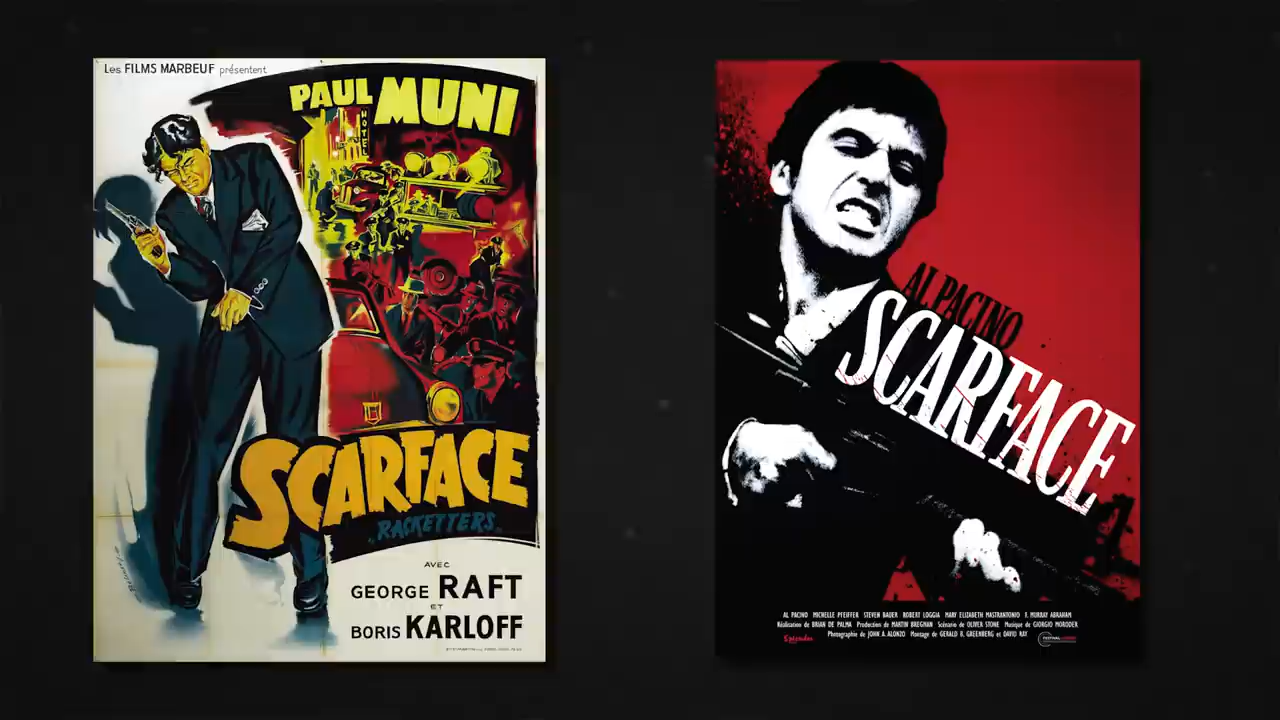 Les FILMS MARBEUF présentent
PAUL MUNI
HOTEL
SCARFACE
"RACKETTERS"
AVEC
GEORGE RAFT
ET
BORIS KARLOFF
AL PACINO
SCARFACE
AL PACINO MICHELLE PFEIFFER STEVEN BAUER ROBERT LOGGIA MARY ELIZABETH MASTRANTONIO F. MURRAY ABRAHAM
Réalisation de BRIAN DE PALMA Production de MARTIN BREGMAN Scénario de OLIVER STONE Musique de GIORGIO MORODER
Photographie de JOHN A. ALONZO Montage de GERALD B. GREENBERG et DAVID RAY
Splendor
FESTIVAL